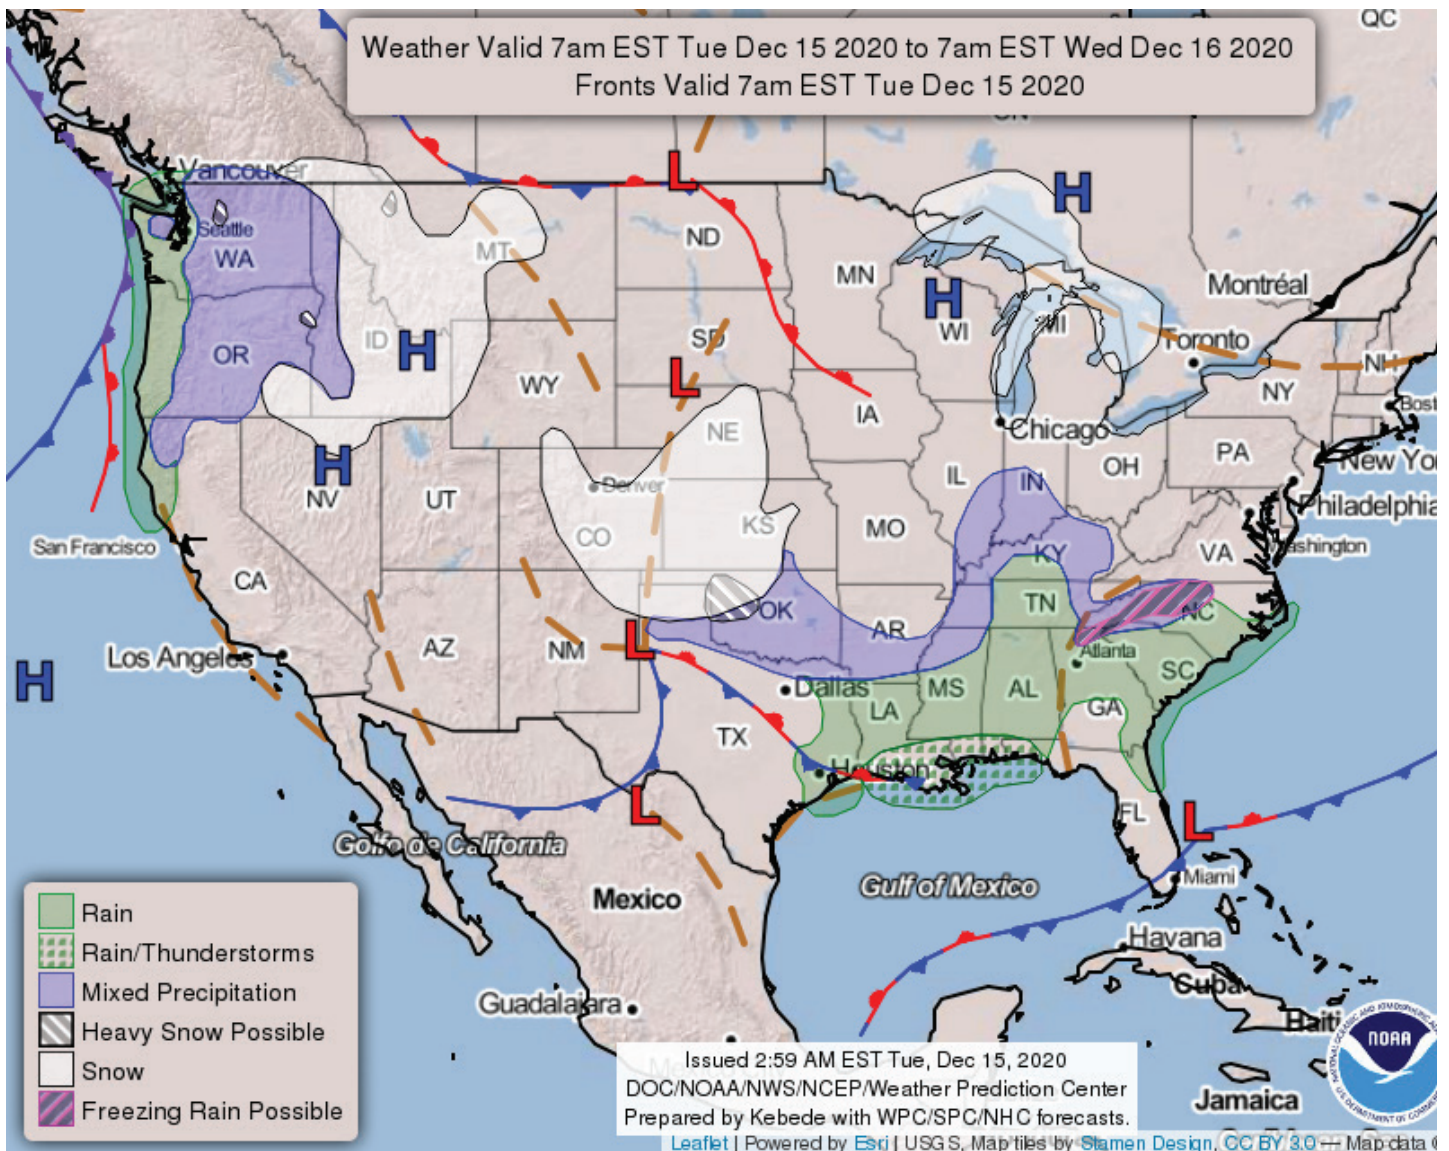 QC
Weather Valid 7am EST Tue Dec 15 2020 to 7am EST Wed Dec 16 2020
Fronts Valid 7am EST Tue Dec 15 2020
ON
Vancouver
H
L
Seattle
MT
ND
WA
MN
Montréal
H
WI
MI
Toronto
OR
ID
H
SD
L
WY
NH
NY
IA
Bost
NE
Chicago
PA
New Yo
H
OH
IL
IN
Denver
NV
UT
Philadelphia
KS
MO
CO
San Francisco
VA
Washington
KY
CA
TN
OK
NC
AR
AZ
NM
L
Atlanta
Los Angeles
SC
H
Dallas
MS
AL
LA
GA
TX
Houston
L
FL
L
Golfo de California
Miami
Gulf of Mexico
Mexico
Rain
Rain/Thunderstorms
Mixed Precipitation
Heavy Snow Possible
Snow
Freezing Rain Possible
Havana
Cuba
Guadalajara
Haiti
NOAA
Mexico City
Issued 2:59 AM EST Tue, Dec 15, 2020
DOC/NOAA/NWS/NCEP/Weather Prediction Center
Prepared by Kebede with WPC/SPC/NHC forecasts.
Jamaica
Leaflet | Powered by Esri | USGS, Map tiles by Stamen Design, CC BY 3.0 — Map data ©